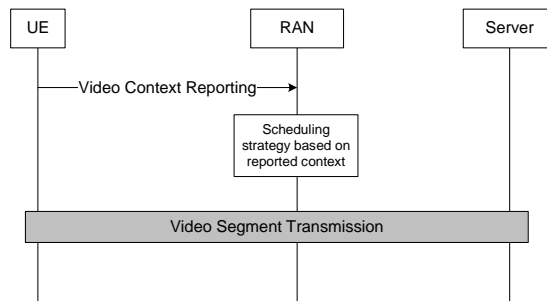 UE
RAN
Server
Video Context Reporting
Scheduling
strategy based on
reported context
Video Segment Transmission